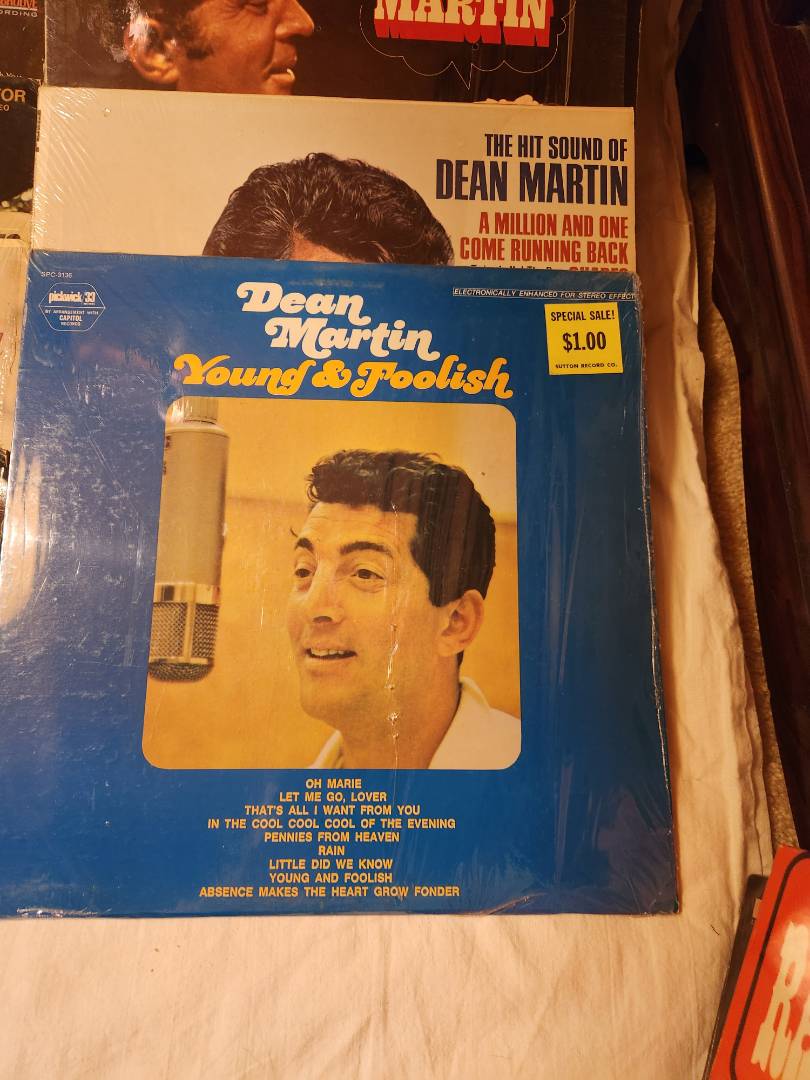 MARTIN
THE HIT SOUND OF
DEAN MARTIN
A MILLION AND ONE
COME RUNNING BACK
SPC-3136
pickwick/33
BY ARRANGEMENT WITH
CAPITOL
RECORDS
ELECTRONICALLY ENHANCED FOR STEREO EFFECT
Dean
Martin
Young & Foolish
SPECIAL SALE!
$1.00
SUTTON RECORD CO.
OH MARIE
LET ME GO, LOVER
THAT'S ALL I WANT FROM YOU
IN THE COOL COOL COOL OF THE EVENING
PENNIES FROM HEAVEN
RAIN
LITTLE DID WE KNOW
YOUNG AND FOOLISH
ABSENCE MAKES THE HEART GROW FONDER